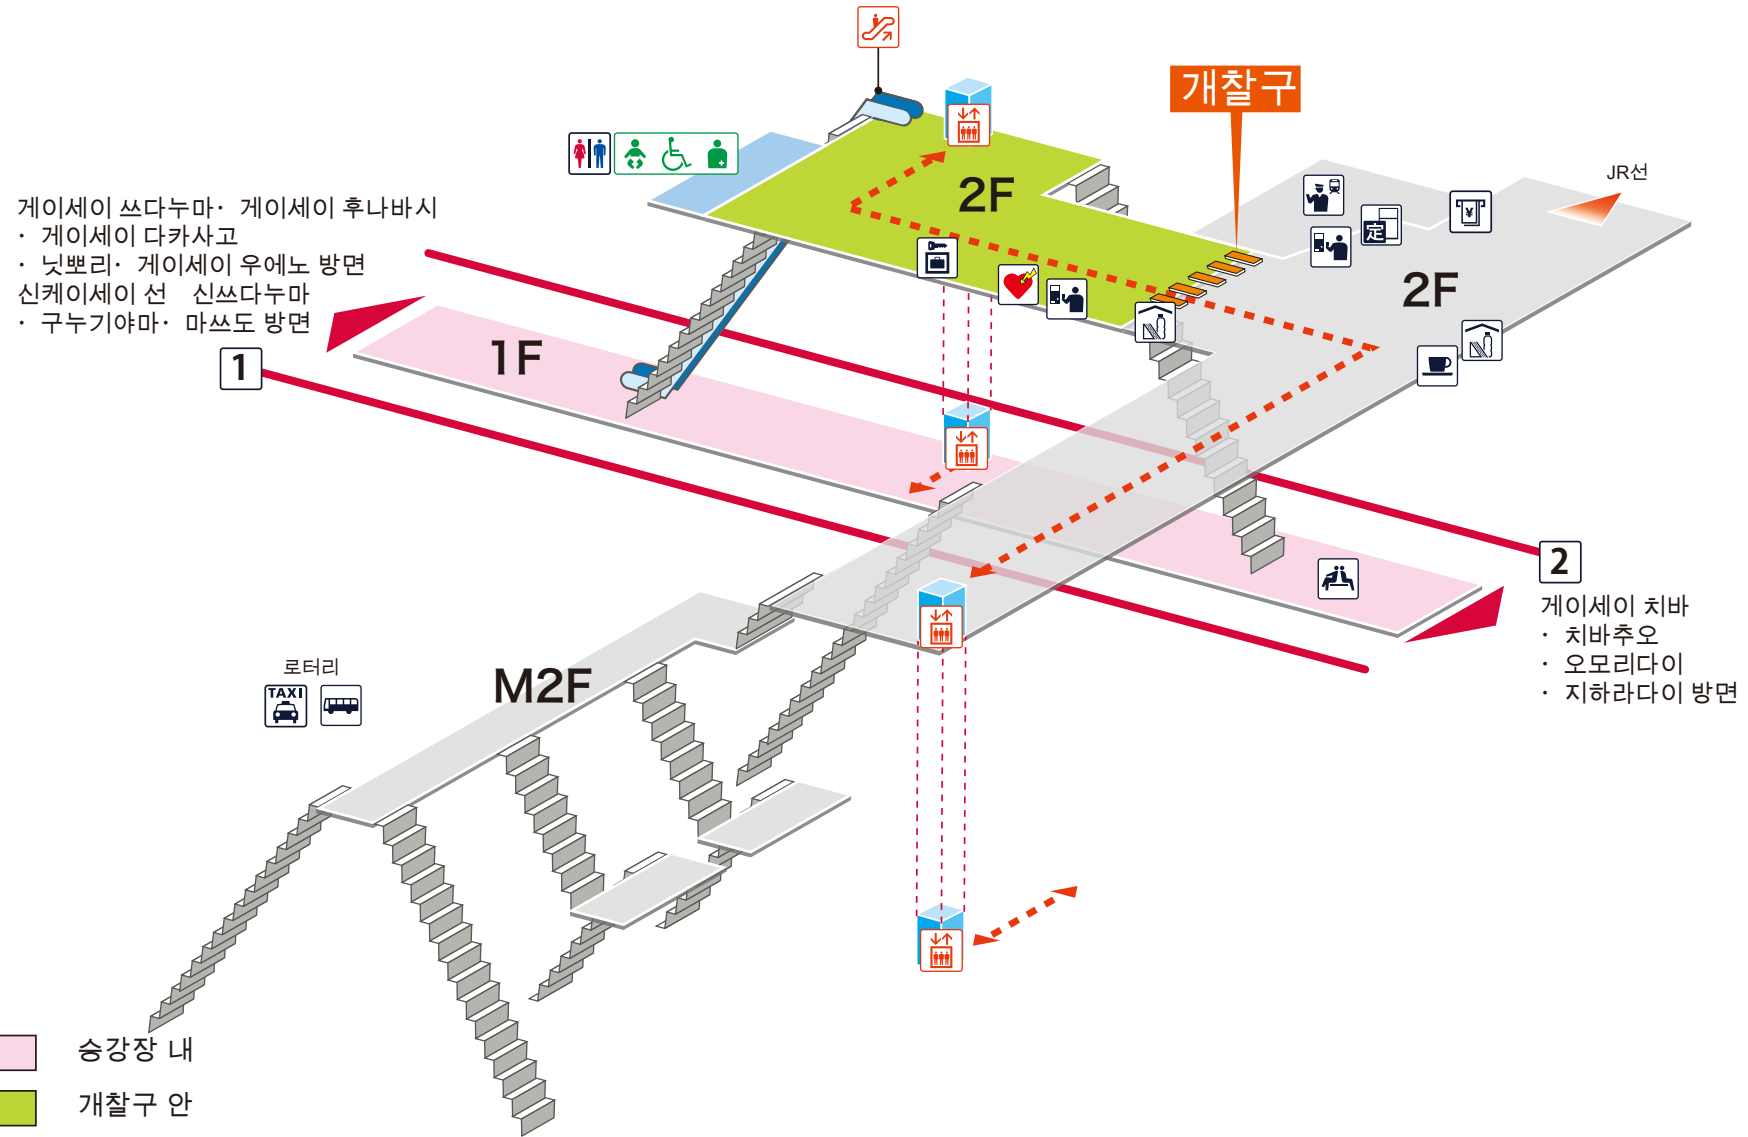 개찰구
JR선
2F
2F
게이세이 쓰다누마· 게이세이 후나바시
· 게이세이 다카사고
· 닛뽀리· 게이세이 우에노 방면
신케이세이 선 신쓰다누마
· 구누기야마· 마쓰도 방면
1
1F
定
¥
2
게이세이 치바
· 치바추오
· 오모리다이
· 지하라다이 방면
로터리
TAXI
M2F
승강장 내
개찰구 안